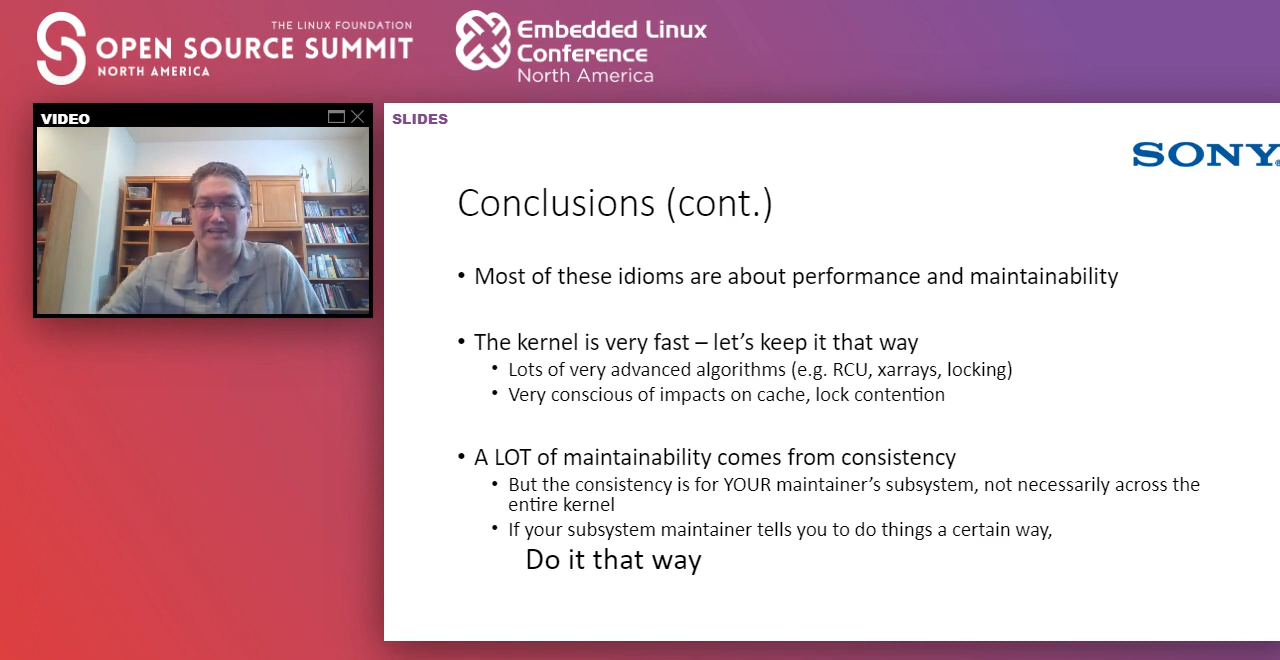 THE LINUX FOUNDATION
OPEN SOURCE SUMMIT
NORTH AMERICA
Embedded Linux
Conference
North America
VIDEO
SLIDES
SONY
Conclusions (cont.)
• Most of these idioms are about performance and maintainability
• The kernel is very fast – let’s keep it that way
• Lots of very advanced algorithms (e.g. RCU, xarrays, locking)
• Very conscious of impacts on cache, lock contention
• A LOT of maintainability comes from consistency
• But the consistency is for YOUR maintainer’s subsystem, not necessarily across the
entire kernel
• If your subsystem maintainer tells you to do things a certain way,
Do it that way